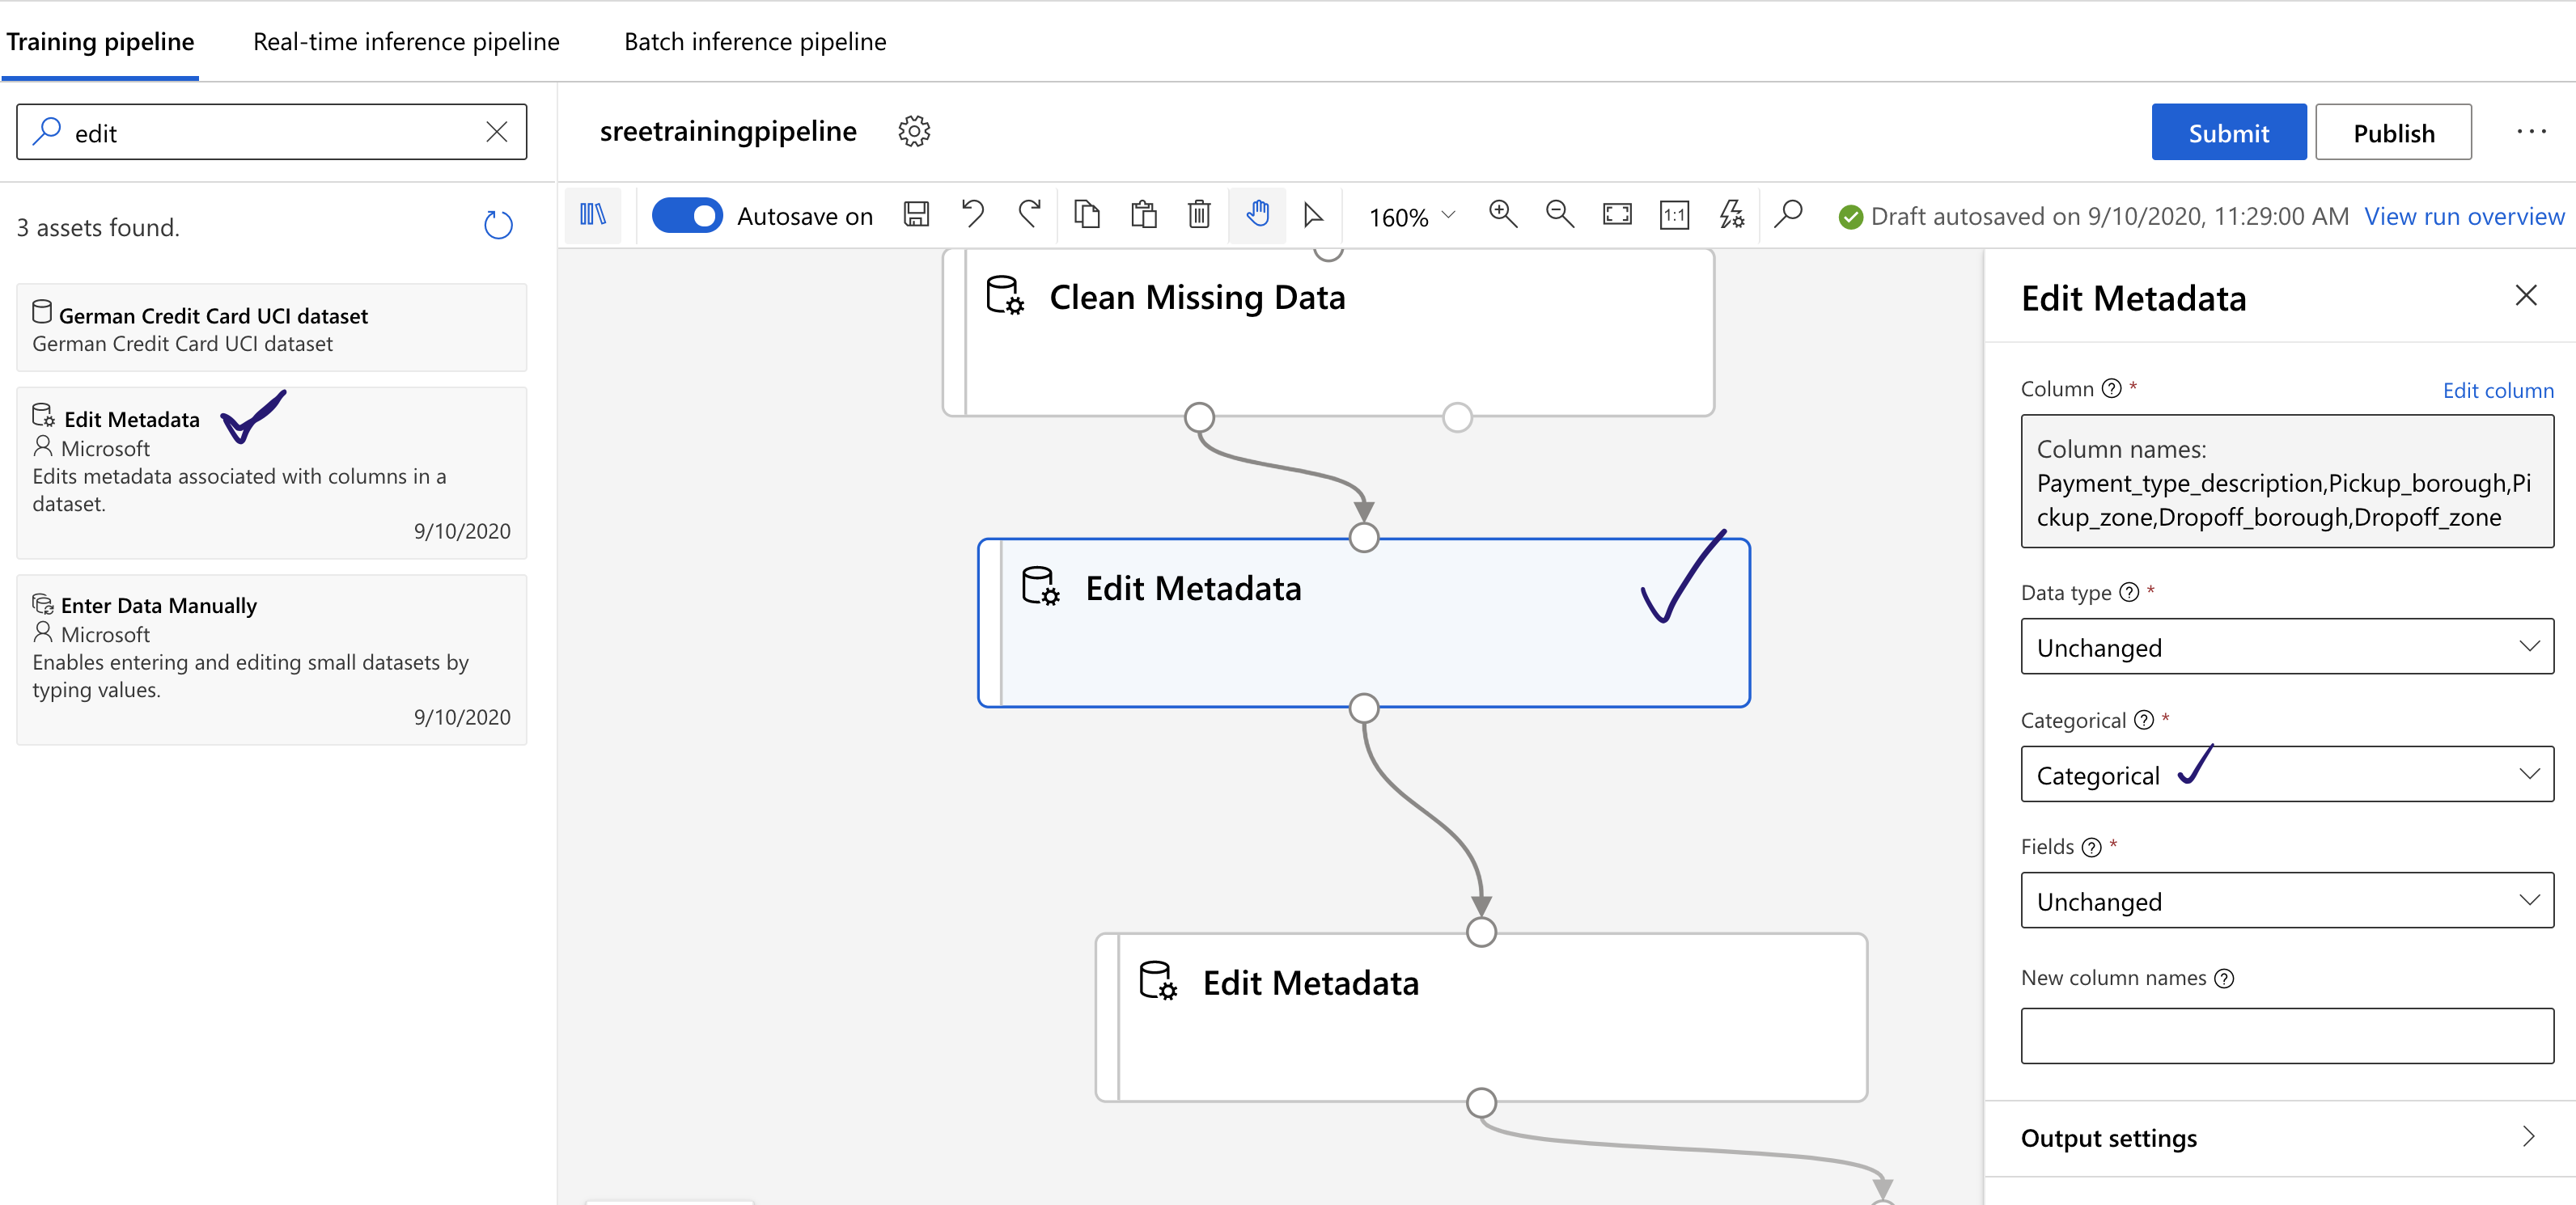 Training pipeline
Real-time inference pipeline
Batch inference pipeline
edit
sreetrainingpipeline
Submit
Publish
3 assets found.
Autosave on
160%
1:1
Draft autosaved on 9/10/2020, 11:29:00 AM
View run overview
German Credit Card UCI dataset
German Credit Card UCI dataset
Edit Metadata
Microsoft
Edits metadata associated with columns in a
dataset.
9/10/2020
Enter Data Manually
Microsoft
Enables entering and editing small datasets by
typing values.
9/10/2020
Clean Missing Data
Edit Metadata
Edit Metadata
Edit Metadata
Column ? *
Edit column
Column names:
Payment_type_description,Pickup_borough,Pi
ckup_zone,Dropoff_borough,Dropoff_zone
Data type ? *
Unchanged
Categorical ? *
Categorical
Fields ? *
Unchanged
New column names ?
Output settings